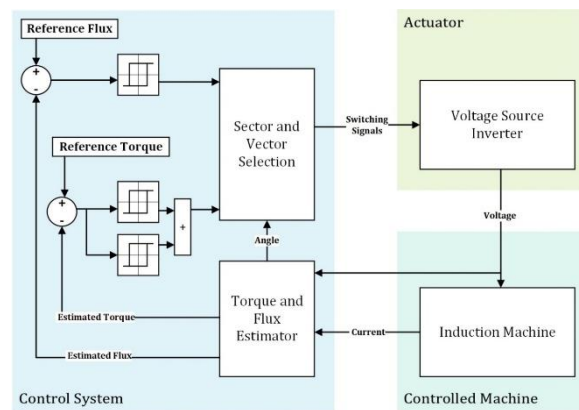 Reference Flux
Actuator
+
-
Sector and
Vector
Selection
Switching
Signals
Voltage Source
Inverter
Reference Torque
+
-
+
Voltage
Angle
Torque and
Flux
Estimator
Estimated Torque
Current
Induction Machine
Estimated Flux
Control System
Controlled Machine